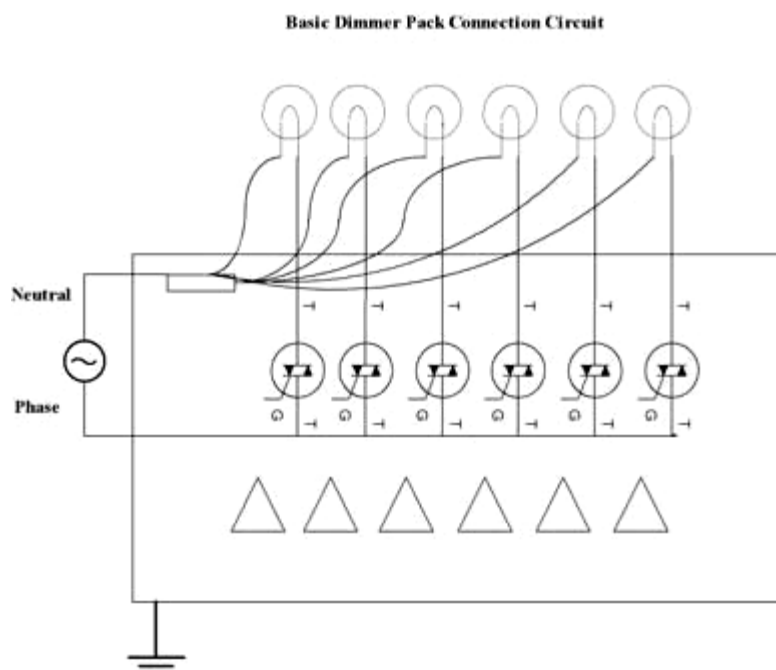 Basic Dimmer Pack Connection Circuit
Neutral
T T T T T T
Phase
G G G G G G
T T T T T T